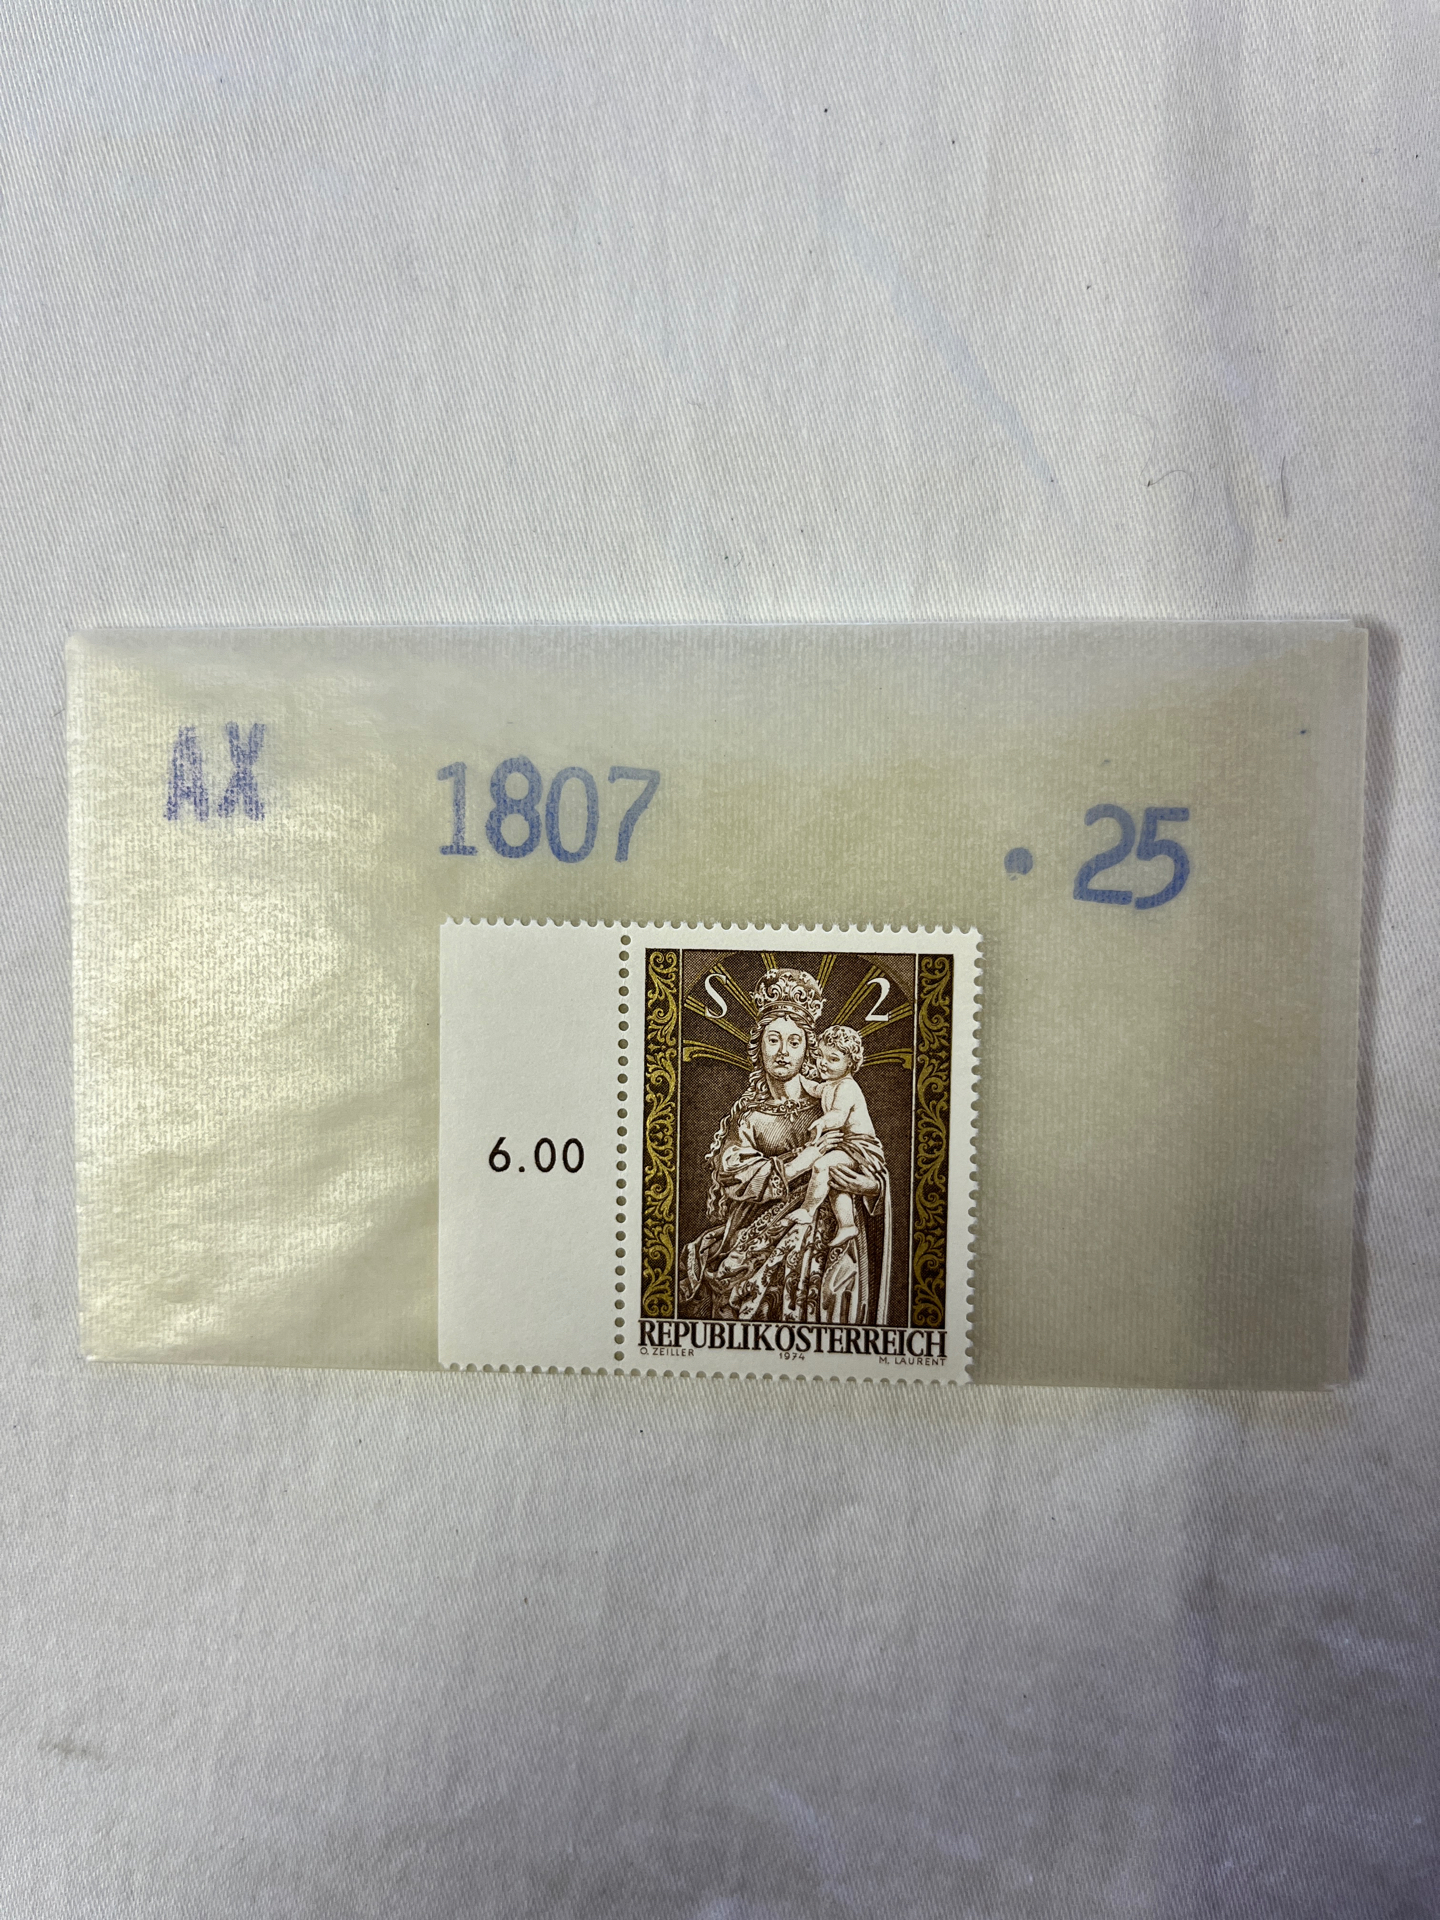 AX 1807 . 25
S 2
6.00
REPUBLIK ÖSTERREICH
O. ZEILLER 1974 M. LAURENT